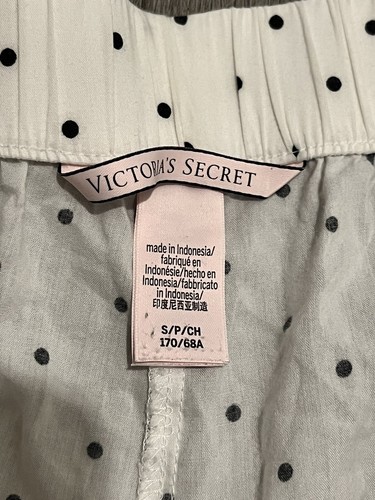 VICTORIA'S SECRET
made in Indonesia/
fabriqué en
Indonésie/hecho en
Indonesia/fabbricato
in Indonesia/
印度尼西亚制造
S/P/CH
170/68A